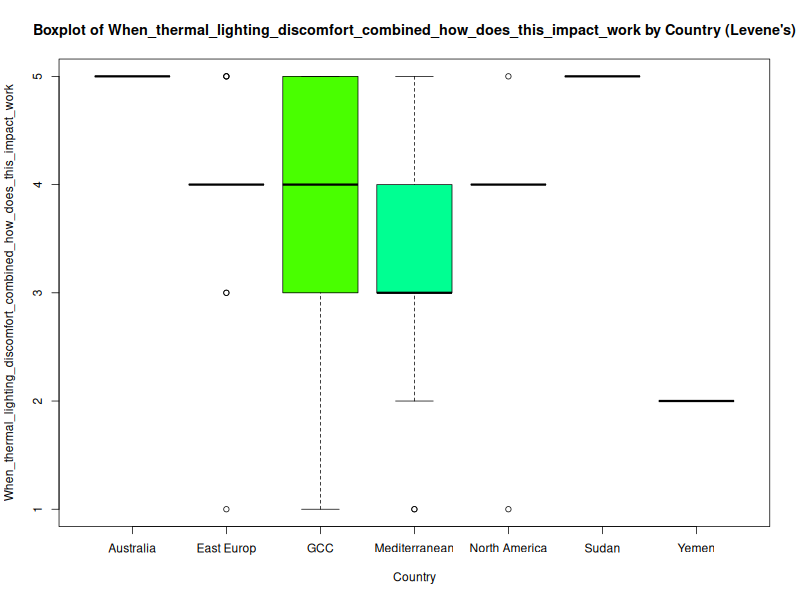 Boxplot of When_thermal_lighting_discomfort_combined_how_does_this_impact_work by Country (Levene's)
When_thermal_lighting_discomfort_combined_how_does_this_impact_work
5
4
3
2
1
Australia East Europ GCC Mediterranean North America Sudan Yemen
Country